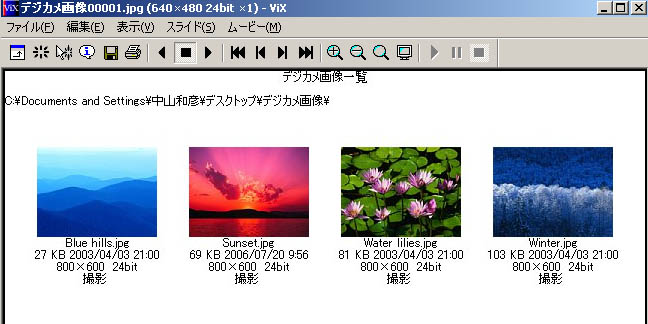 デジカメ画像00001.jpg (640×480 24bit ×1) - ViX
ファイル(F) 編集(E) 表示(V) スライド(S) ムービー(M)
デジカメ画像一覧
C:¥Documents and Settings¥中山和彦¥デスクトップ¥デジカメ画像¥
Blue hills.jpg
27 KB 2003/04/03 21:00
800×600 24bit
撮影
Sunset.jpg
69 KB 2006/07/20 9:56
800×600 24bit
撮影
Water lilies.jpg
81 KB 2003/04/03 21:00
800×600 24bit
撮影
Winter.jpg
103 KB 2003/04/03 21:00
800×600 24bit
撮影